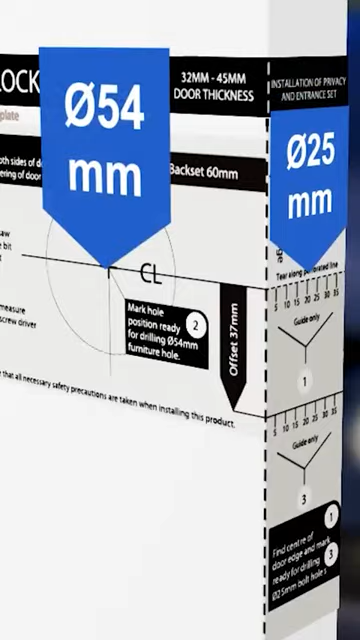 LOCK
plate
Ø54
mm
32MM - 45MM
DOOR THICKNESS
INSTALLATION OF PRIVACY
AND ENTRANCE SET
Ø25
mm
oth sides of d
ering of door
Backset 60mm
Tear along perforated line
CL
saw
e bit
measure
screw driver
Mark hole
position ready
for drilling Ø54mm
furniture hole.
2
Offset 37mm
5 10 15 20 25 30 35
Guide only
1
that all necessary safety precautions are taken when installing this product.
5 10 15 20 25 30 35
Guide only
3
Find centre of
door edge and mark
ready for drilling
Ø25mm bolt holes
1
3